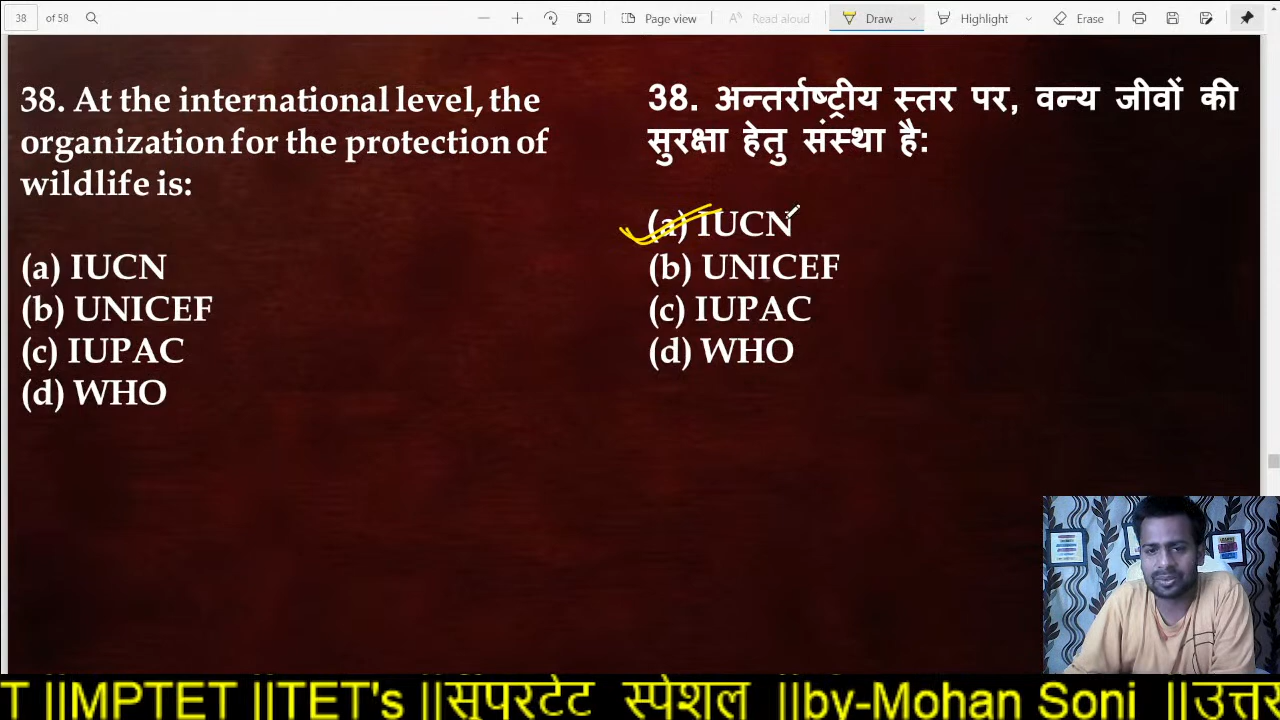 38 of 58 Page view Read aloud Draw Highlight Erase
38. At the international level, the
organization for the protection of
wildlife is:
(a) IUCN
(b) UNICEF
(c) IUPAC
(d) WHO
38. अन्तर्राष्ट्रीय स्तर पर, वन्य जीवों की
सुरक्षा हेतु संस्था है:
(a) IUCN
(b) UNICEF
(c) IUPAC
(d) WHO
T ||MPTET ||TET's ||सुपरटेट स्पेशल ||by-Mohan Soni ||उत्तर